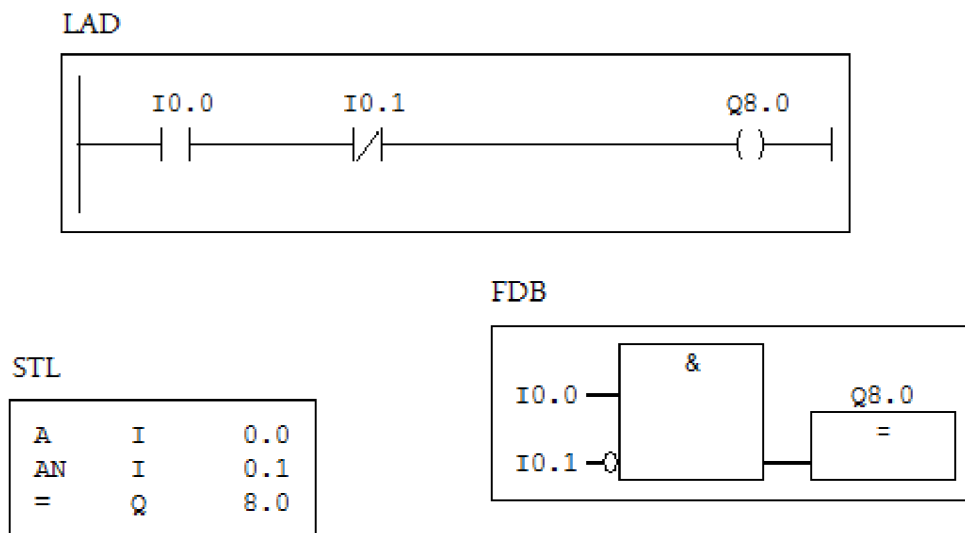 LAD
I0.0 I0.1 Q8.0
FDB
&
I0.0 Q8.0
=
I0.1
STL
A I 0.0
AN I 0.1
= Q 8.0